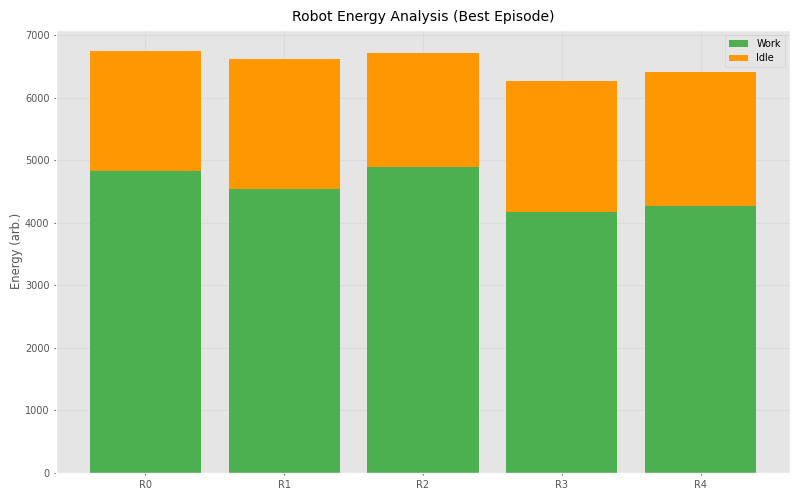 Robot Energy Analysis (Best Episode)
Work
Idle
7000
6000
5000
4000
3000
2000
1000
0
Energy (arb.)
R0 R1 R2 R3 R4